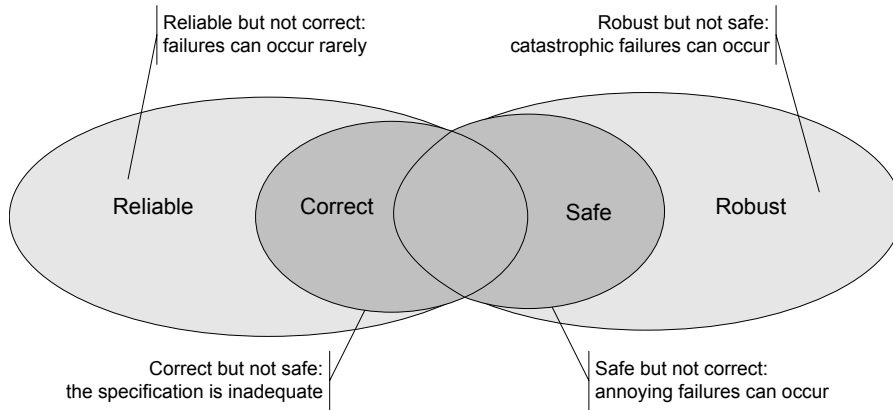 Reliable but not correct:
failures can occur rarely
Robust but not safe:
catastrophic failures can occur
Reliable
Correct
Safe
Robust
Correct but not safe:
the specification is inadequate
Safe but not correct:
annoying failures can occur